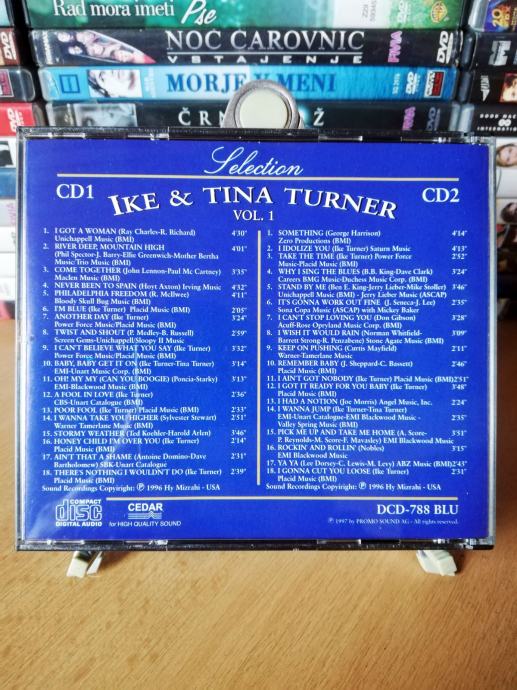 Rad mora imeti
Pse
NOČ ČAROVNIC
VSTAJENJE
MORJE V MENI
DVD
Selection
CD1
IKE & TINA TURNER
VOL. 1
CD2
1. I GOT A WOMAN (Ray Charles-R. Richard) 4'30"
Unichappell Music (BMI)
2. RIVER DEEP, MOUNTAIN HIGH 4'01"
(Phil Spector-J. Barry-Ellie Greenwich-Mother Bertha
Music/Trio Music (BMI)
3. COME TOGETHER (John Lennon-Paul Mc Cartney) 3'35"
Maclen Music (BMI)
4. NEVER BEEN TO SPAIN (Hoyt Axton) Irving Music 4'32"
5. PHILADELPHIA FREEDOM (R. McIlwee) 4'11"
Bloody Skull Bug Music (BMI)
6. I'M BLUE (Ike Turner) Placid Music (BMI) 2'05"
7. ANOTHER DAY (Ike Turner) 3'24"
Power Force Music/Placid Music (BMI)
8. TWIST AND SHOUT (P. Medley-B. Russell) 2'59"
Screen Gems-Unichappell/Sloopy II Music
9. I CAN'T BELIEVE WHAT YOU SAY (Ike Turner) 3'32"
Power Force Music/Placid Music (BMI)
10. BABY, BABY GET IT ON (Ike Turner-Tina Turner) 3'14"
EMI-Unart Music Corp. (BMI)
11. OH! MY MY (CAN YOU BOOGIE) (Poncia-Starky) 3'13"
EMI-Blackwood Music (BMI)
12. A FOOL IN LOVE (Ike Turner) 2'36"
CBS-Unart Catalogue (BMI)
13. POOR FOOL (Ike Turner) Placid Music (BMI) 2'33"
14. I WANNA TAKE YOU HIGHER (Sylvester Stewart) 2'51"
Warner Tamerlane Music (BMI)
15. STORMY WEATHER (Ted Koehler-Harold Arlen) 3'46"
16. HONEY CHILD I'M OVER YOU (Ike Turner) 2'14"
Placid Music (BMI)
17. AIN'T THAT A SHAME (Antoine Domino-Dave 2'31"
Bartholomew) SBK-Unart Catalogue
18. THERE'S NOTHING I WOULDN'T DO (Ike Turner) 2'39"
Placid Music (BMI)
Sound Recordings Copyright: ℗ 1996 Hy Mizrahi - USA
1. SOMETHING (George Harrison) 4'14"
Zero Productions (BMI)
2. I IDOLIZE YOU (Ike Turner) Saturn Music 4'13"
3. TAKE THE TIME (Ike Turner) Power Force 2'52"
Music-Placid Music (BMI)
4. WHY I SING THE BLUES (B.B. King-Dave Clark) 3'24"
Careers BMG Music-Duchess Music Corp. (BMI)
5. STAND BY ME (Ben E. King-Jerry Lieber-Mike Stoller) 3'46"
Unichappell Music (BMI) - Jerry Lieber Music (ASCAP)
6. IT'S GONNA WORK OUT FINE (J. Seneca-J. Lee) 2'35"
Sona Copa Music (ASCAP) with Mickey Baker
7. I CAN'T STOP LOVING YOU (Don Gibson) 3'28"
Acuff-Rose Opryland Music Corp. (BMI)
8. I WISH IT WOULD RAIN (Norman Whitfield- 3'09"
Barrett Strong-R. Penzabene) Stone Agate Music (BMI)
9. KEEP ON PUSHING (Curtis Mayfield) 2'11"
Warner-Tamerlane Music
10. REMEMBER BABY (J. Sheppard-C. Bassett) 2'46"
Placid Music (BMI)
11. I AIN'T GOT NOBODY (Ike Turner) Placid Music (BMI) 2'51"
12. I GOT IT READY FOR YOU BABY (Ike Turner) 3'48"
Placid Music (BMI)
13. I HAD A NOTION (Joe Morris) Angel Music, Inc. 2'24"
14. I WANNA JUMP (Ike Turner-Tina Turner)
EMI-Unart Catalogue-EMI Blackwood Music - 2'35"
Valley Spring Music (BMI)
15. PICK ME UP AND TAKE ME HOME (A. Score- 3'31"
P. Reynolds-M. Score-F. Mavasley) EMI Blackwood Music
16. ROCKIN' AND ROLLIN' (Nobles) 3'15"
EMI Blackwood Music
17. YA YA (Lee Dorsey-C. Lewis-M. Levy) ABZ Music (BMI) 2'43"
18. I GONNA CUT YOU LOOSE (Ike Turner) 3'31"
Placid Music (BMI)
Sound Recordings Copyright: ℗ 1996 Hy Mizrahi - USA
COMPACT
disc
DIGITAL AUDIO
CEDAR
for HIGH QUALITY SOUND
DCD-788 BLU
℗ 1997 by PROMO SOUND AG - All rights reserved.